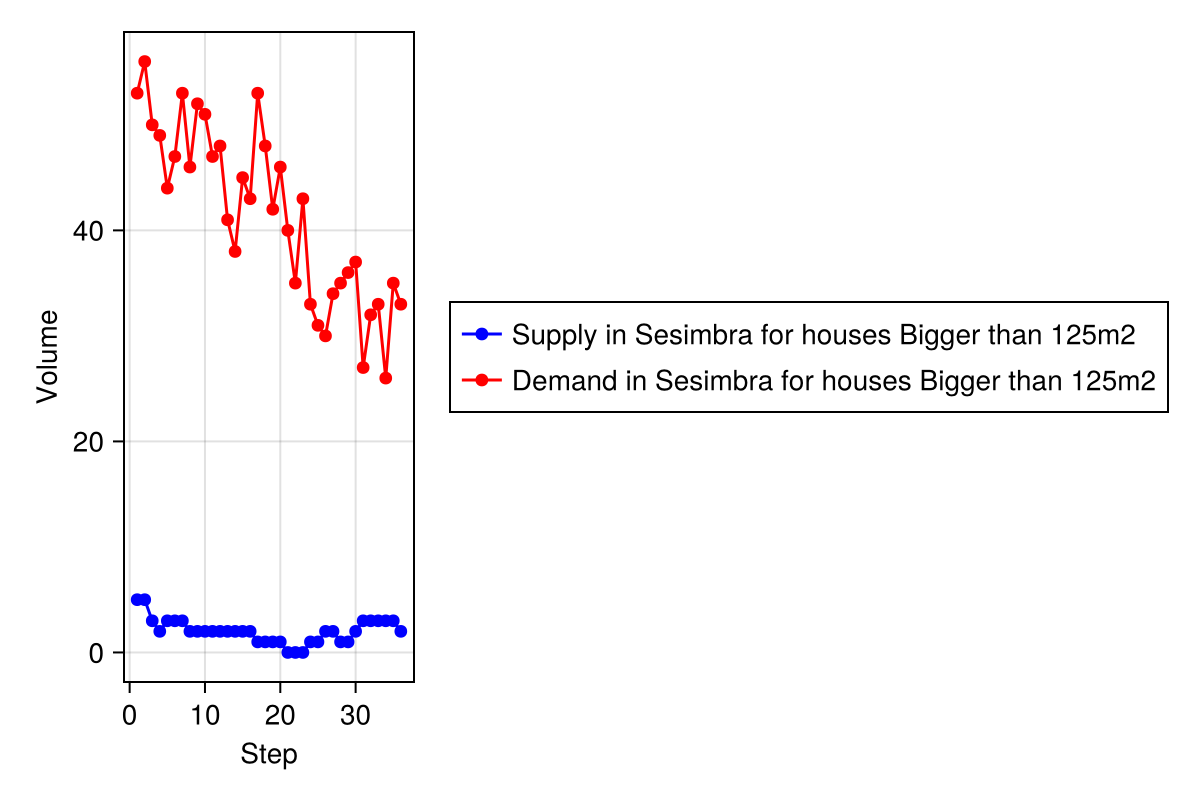 40
20
0
Volume
0 10 20 30
Step
Supply in Sesimbra for houses Bigger than 125m2
Demand in Sesimbra for houses Bigger than 125m2